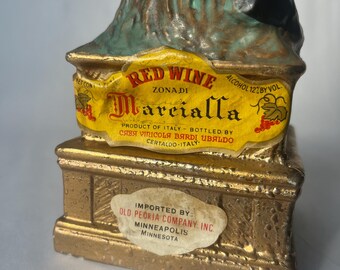 RED WINE
ZONA DI
Marcialla
ALCOHOL 12% BY VOL.
PRODUCT OF ITALY - BOTTLED BY
CASA VINICOLA BARDI UBALDO
CERTALDO - ITALY
IMPORTED BY
OLD PEORIA COMPANY INC
MINNEAPOLIS
MINNESOTA